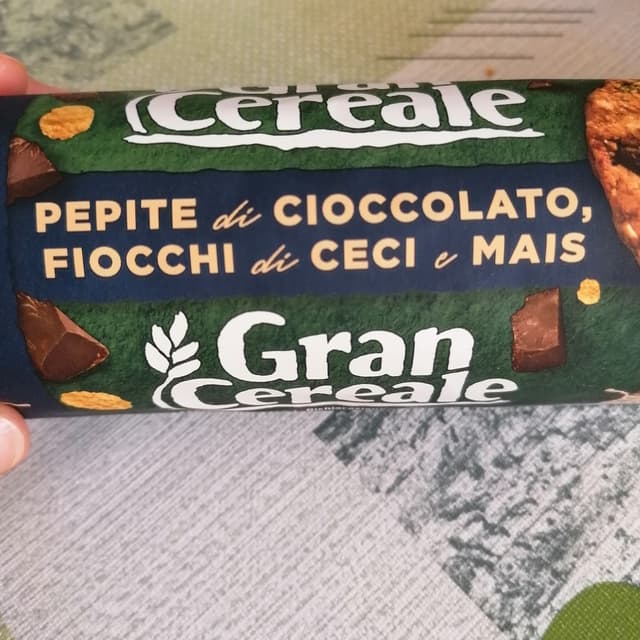 Gran
Cereale
PEPITE di CIOCCOLATO,
FIOCCHI di CECI e MAIS
Gran
Cereale